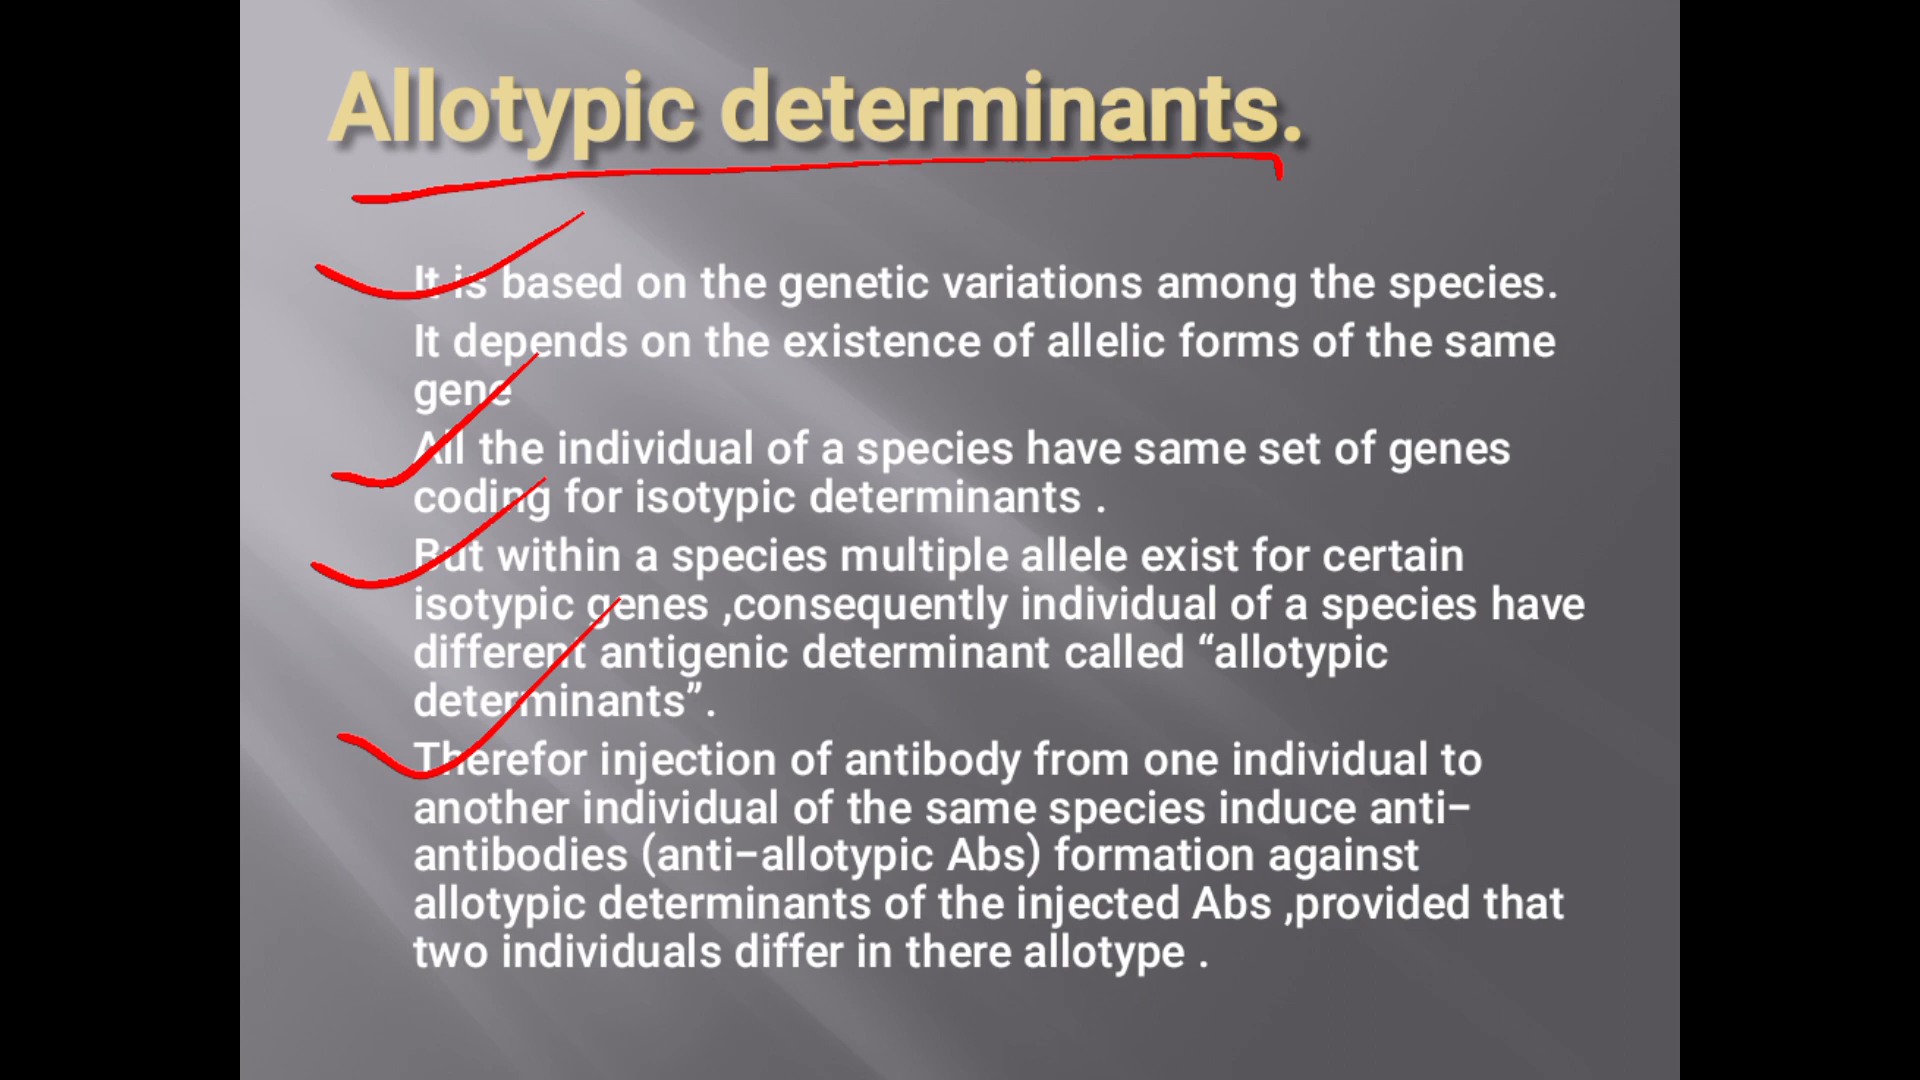 Allotypic determinants.
It is based on the genetic variations among the species.
It depends on the existence of allelic forms of the same
gene
All the individual of a species have same set of genes
coding for isotypic determinants .
But within a species multiple allele exist for certain
isotypic genes ,consequently individual of a species have
different antigenic determinant called “allotypic
determinants”.
Therefor injection of antibody from one individual to
another individual of the same species induce anti-
antibodies (anti-allotypic Abs) formation against
allotypic determinants of the injected Abs ,provided that
two individuals differ in there allotype .